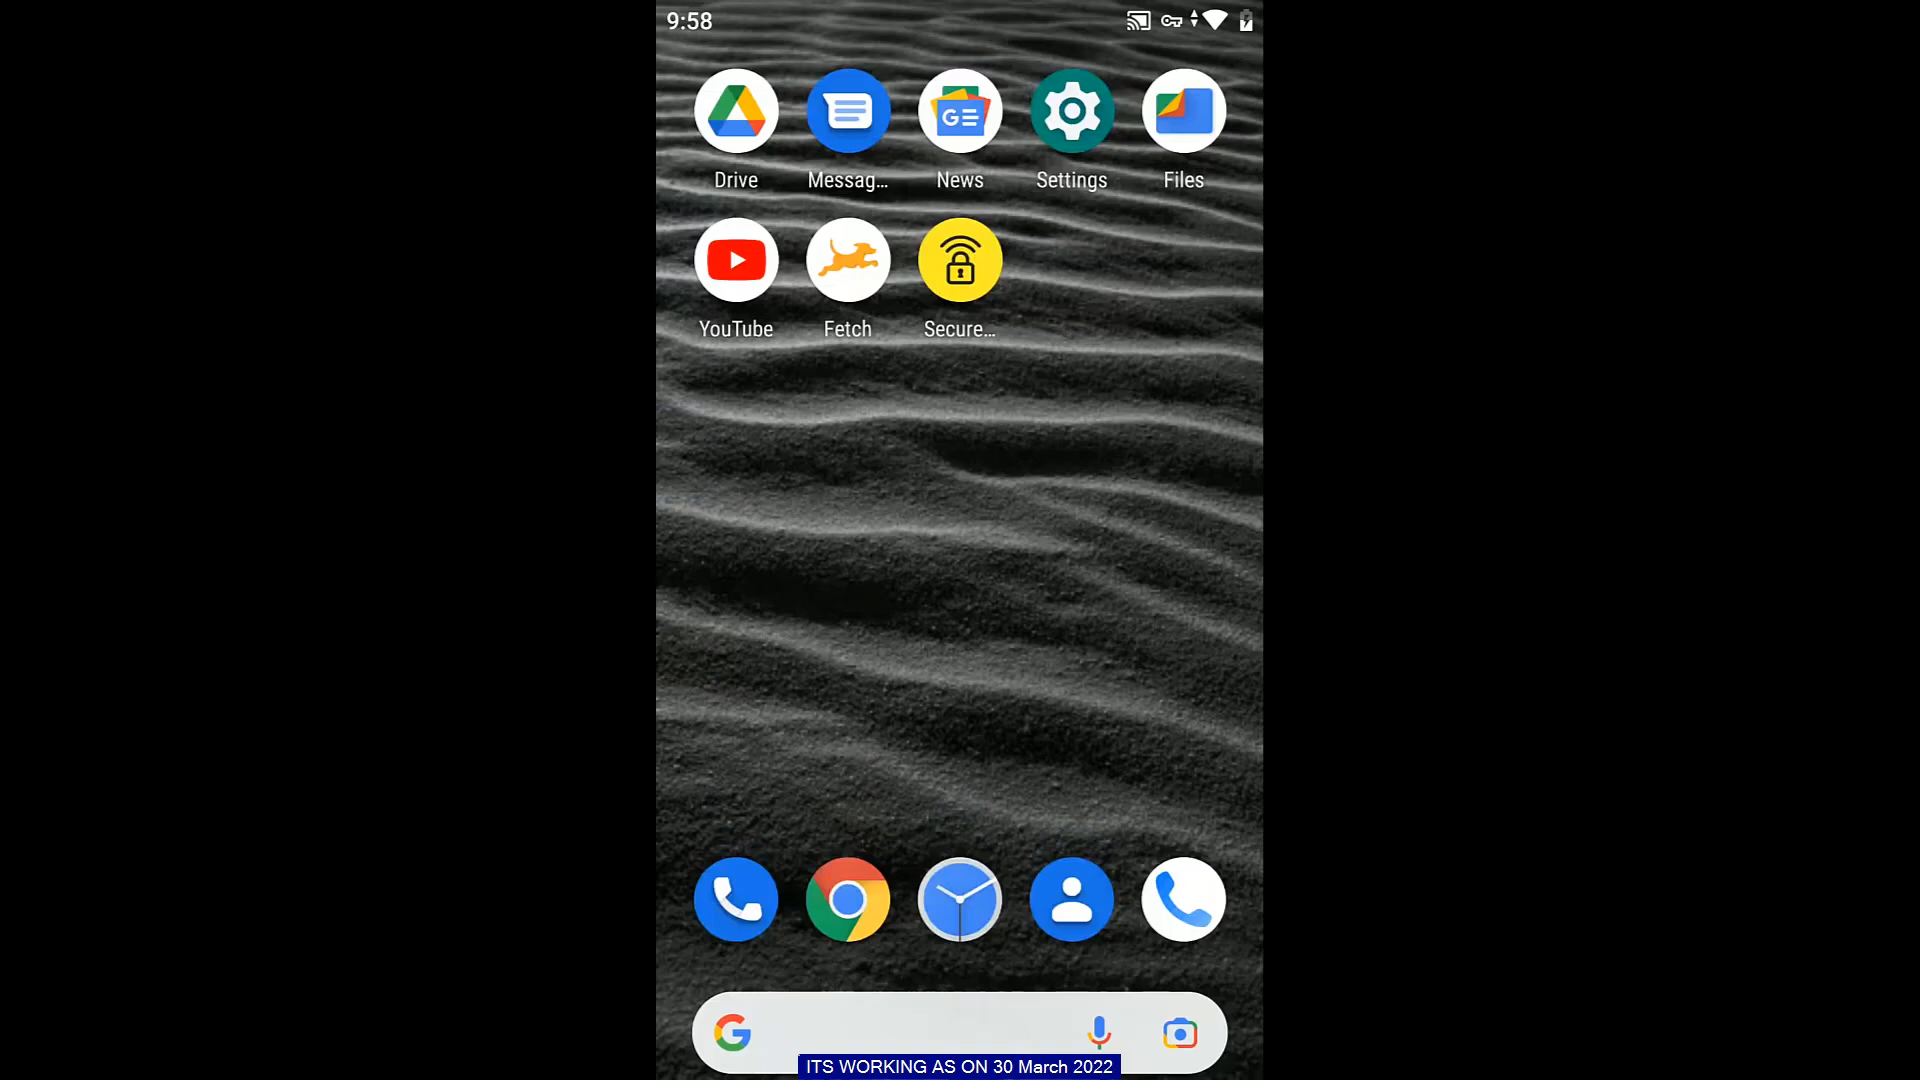 9:58
Drive Messag... News Settings Files
YouTube Fetch Secure...
ITS WORKING AS ON 30 March 2022